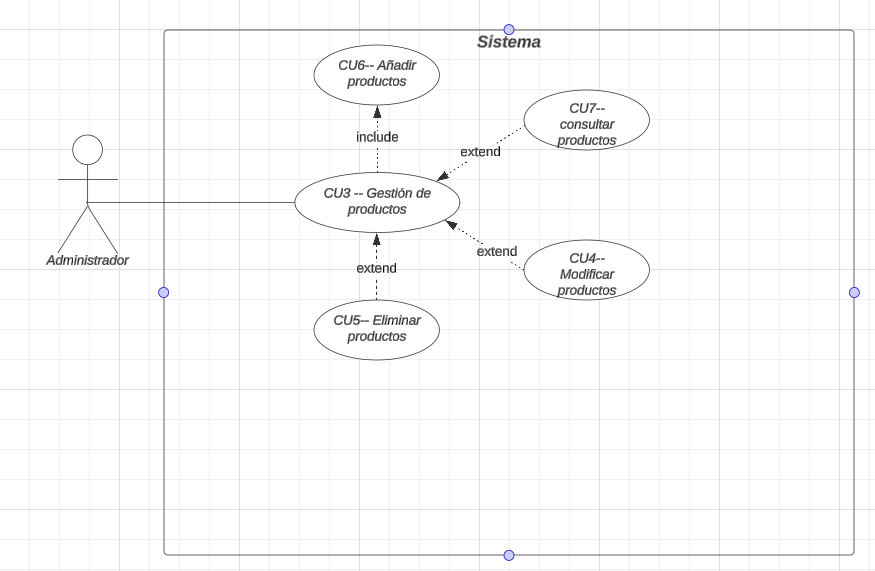 Sistema
CU6-- Añadir
productos
CU7--
consultar
productos
include
extend
CU3 -- Gestión de
productos
extend
CU4--
Modificar
productos
Administrador
extend
CU5-- Eliminar
productos